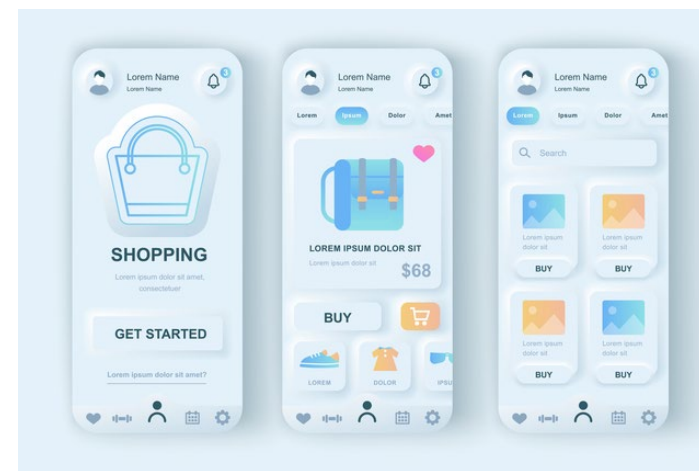 Lorem Name
Lorem Name
3
SHOPPING
Lorem ipsum dolor sit amet,
consectetuer
GET STARTED
Lorem ipsum dolor sit amet?
Lorem Name
Lorem Name
3
Lorem Ipsum Dolor Amet
LOREM IPSUM DOLOR SIT
Lorem ipsum dolor sit
$68
BUY
LOREM DOLOR IPSU
Lorem Name
Lorem Name
3
Lorem Ipsum Dolor Amet
Search
Lorem ipsum
dolor sit
BUY
Lorem ipsum
dolor sit
BUY
Lorem ipsum
dolor sit
BUY
Lorem ipsum
dolor sit
BUY